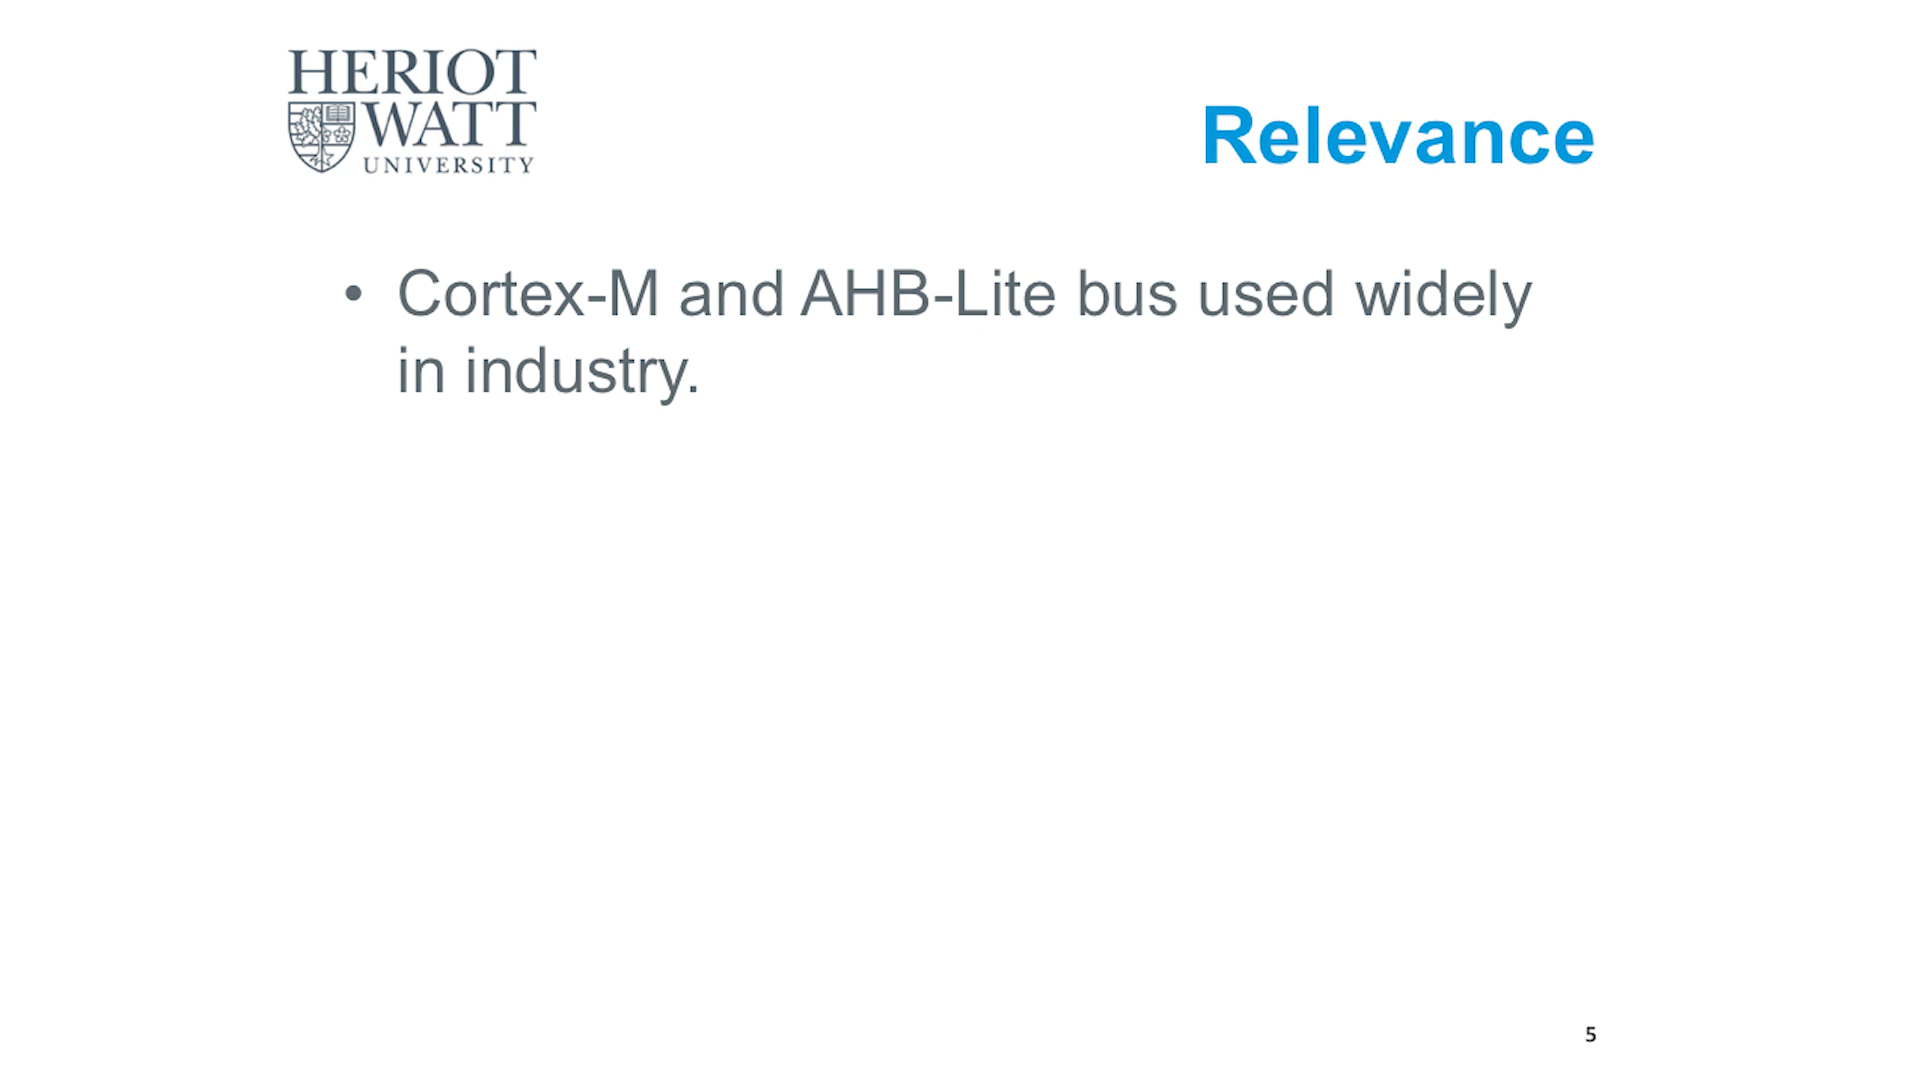 HERIOT
WATT
UNIVERSITY
Relevance
• Cortex-M and AHB-Lite bus used widely
in industry.
5